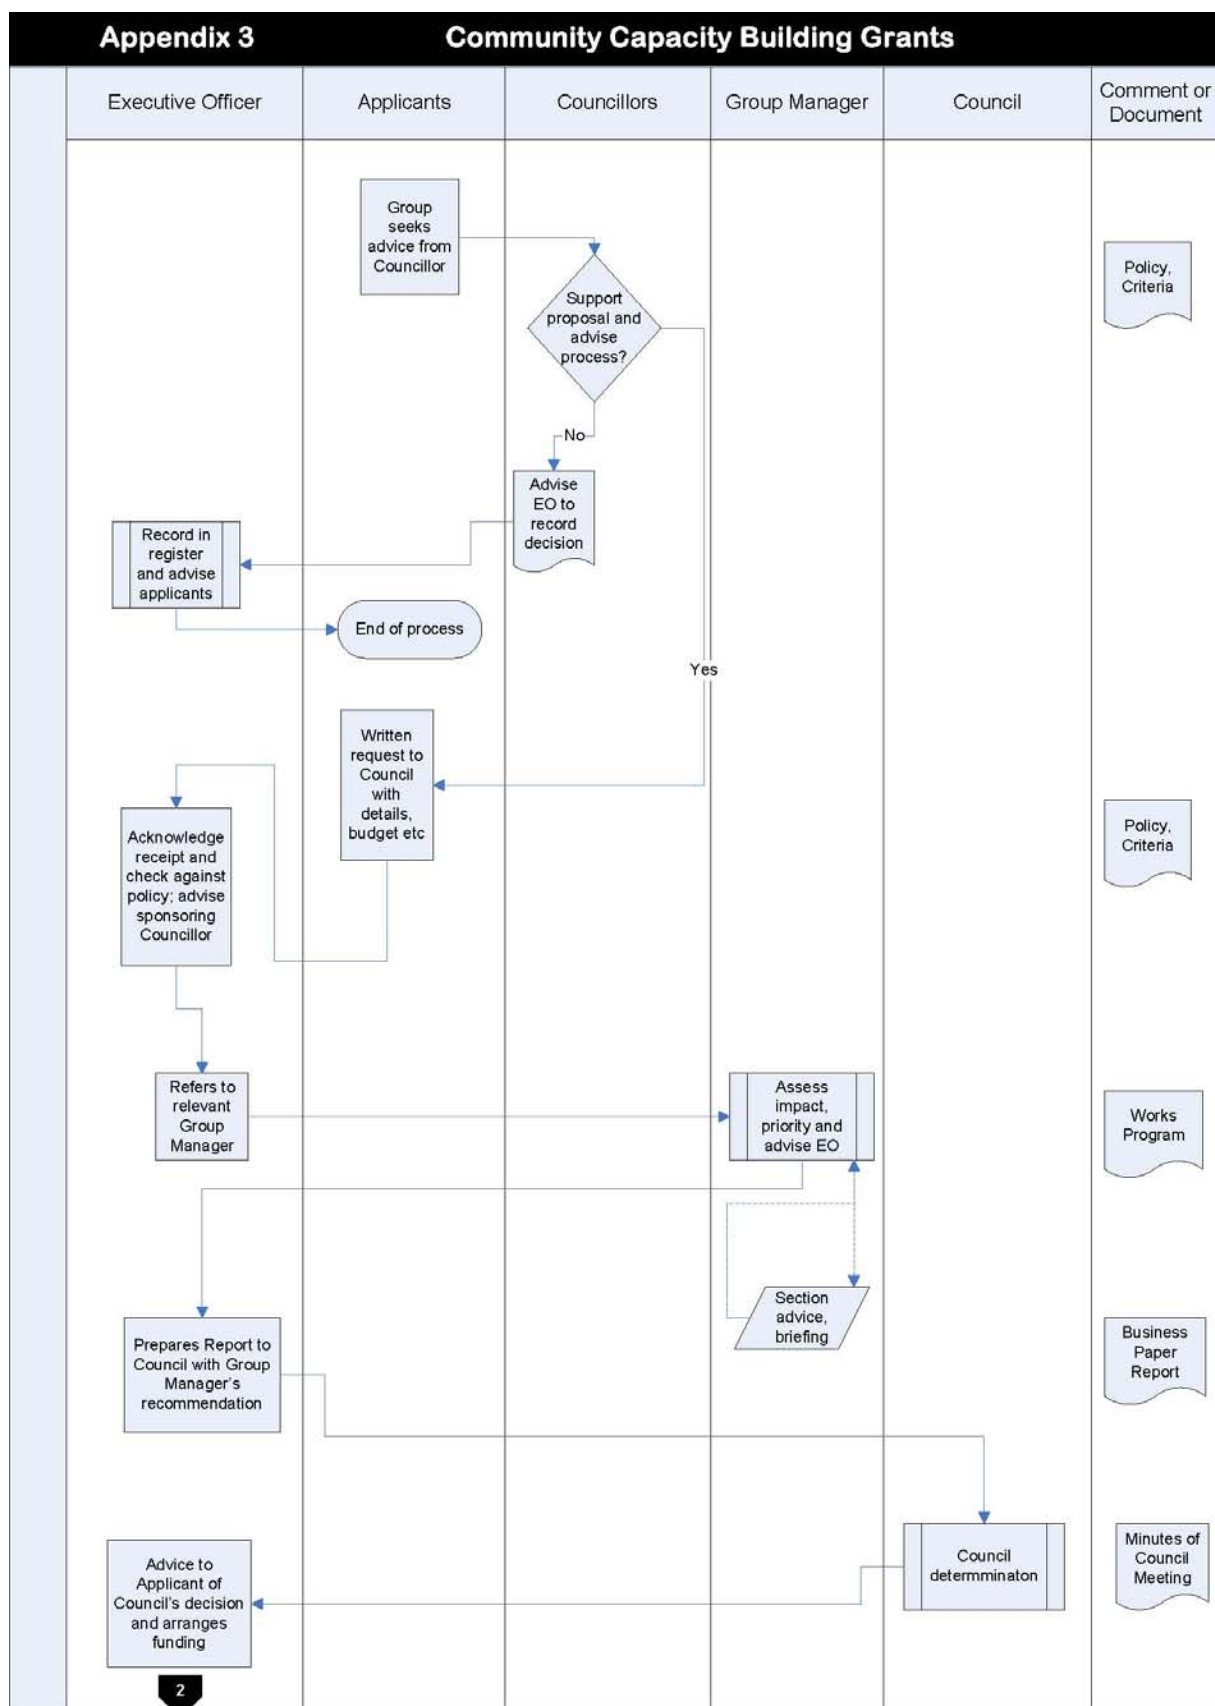 Appendix 3
Community Capacity Building Grants
Executive Officer
Applicants
Councillors
Group Manager
Council
Comment or
Document
Group
seeks
advice from
Councillor
Support
proposal and
advise
process?
Policy,
Criteria
No
Advise
EO to
record
decision
Record in
register
and advise
applicants
End of process
Yes
Written
request to
Council
with
details,
budget etc
Acknowledge
receipt and
check against
policy; advise
sponsoring
Councillor
Policy,
Criteria
Refers to
relevant
Group
Manager
Assess
impact,
priority and
advise EO
Works
Program
Section
advice,
briefing
Prepares Report to
Council with Group
Manager's
recommendation
Business
Paper
Report
Council
determminaton
Minutes of
Council
Meeting
Advice to
Applicant of
Council's decision
and arranges
funding
2